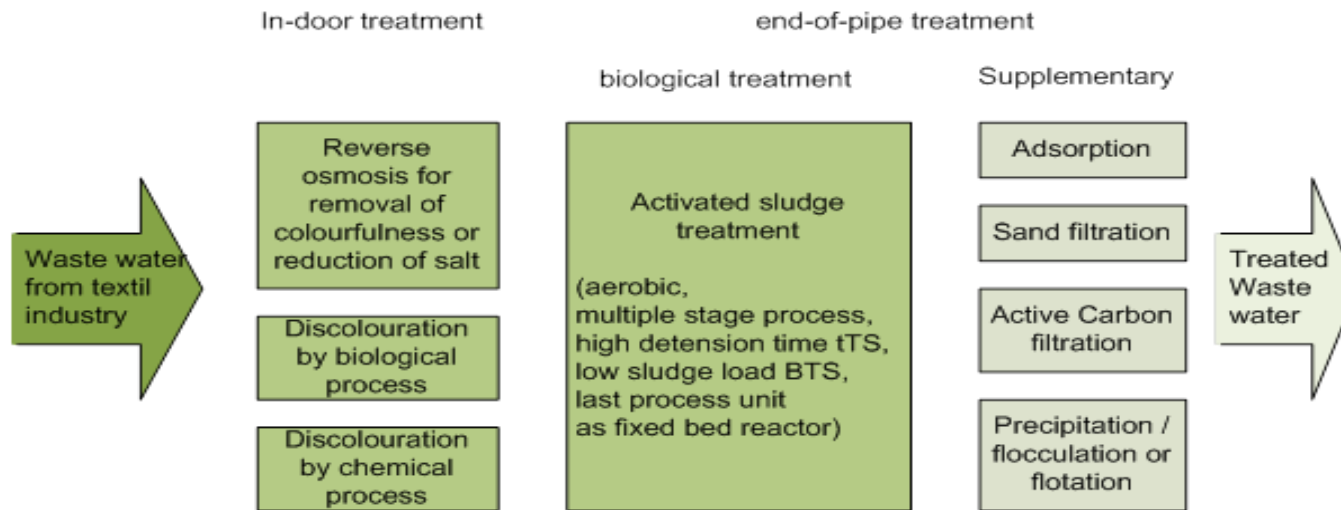 In-door treatment
end-of-pipe treatment
biological treatment
Supplementary
Waste water
from textil
industry
Reverse
osmosis for
removal of
colourfulness or
reduction of salt
Discolouration
by biological
process
Discolouration
by chemical
process
Activated sludge
treatment
(aerobic,
multiple stage process,
high detension time tTS,
low sludge load BTS,
last process unit
as fixed bed reactor)
Adsorption
Sand filtration
Active Carbon
filtration
Precipitation /
flocculation or
flotation
Treated
Waste
water